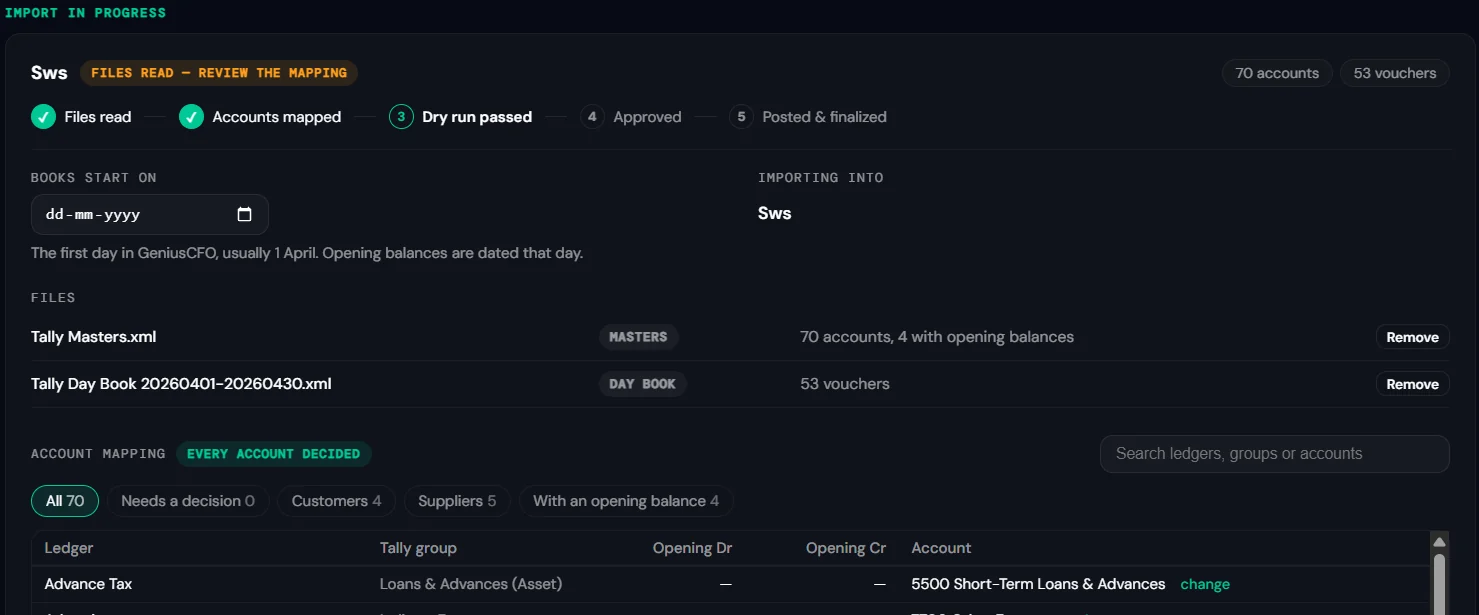 IMPORT IN PROGRESS
Sws FILES READ — REVIEW THE MAPPING 70 accounts 53 vouchers
✓ Files read ✓ Accounts mapped 3 Dry run passed 4 Approved 5 Posted & finalized
BOOKS START ON IMPORTING INTO
dd-mm-yyyy Sws
The first day in GeniusCFO, usually 1 April. Opening balances are dated that day.
FILES
Tally Masters.xml MASTERS 70 accounts, 4 with opening balances Remove
Tally Day Book 20260401-20260430.xml DAY BOOK 53 vouchers Remove
ACCOUNT MAPPING EVERY ACCOUNT DECIDED Search ledgers, groups or accounts
All 70 Needs a decision 0 Customers 4 Suppliers 5 With an opening balance 4
Ledger Tally group Opening Dr Opening Cr Account
Advance Tax Loans & Advances (Asset) — — 5500 Short-Term Loans & Advances change